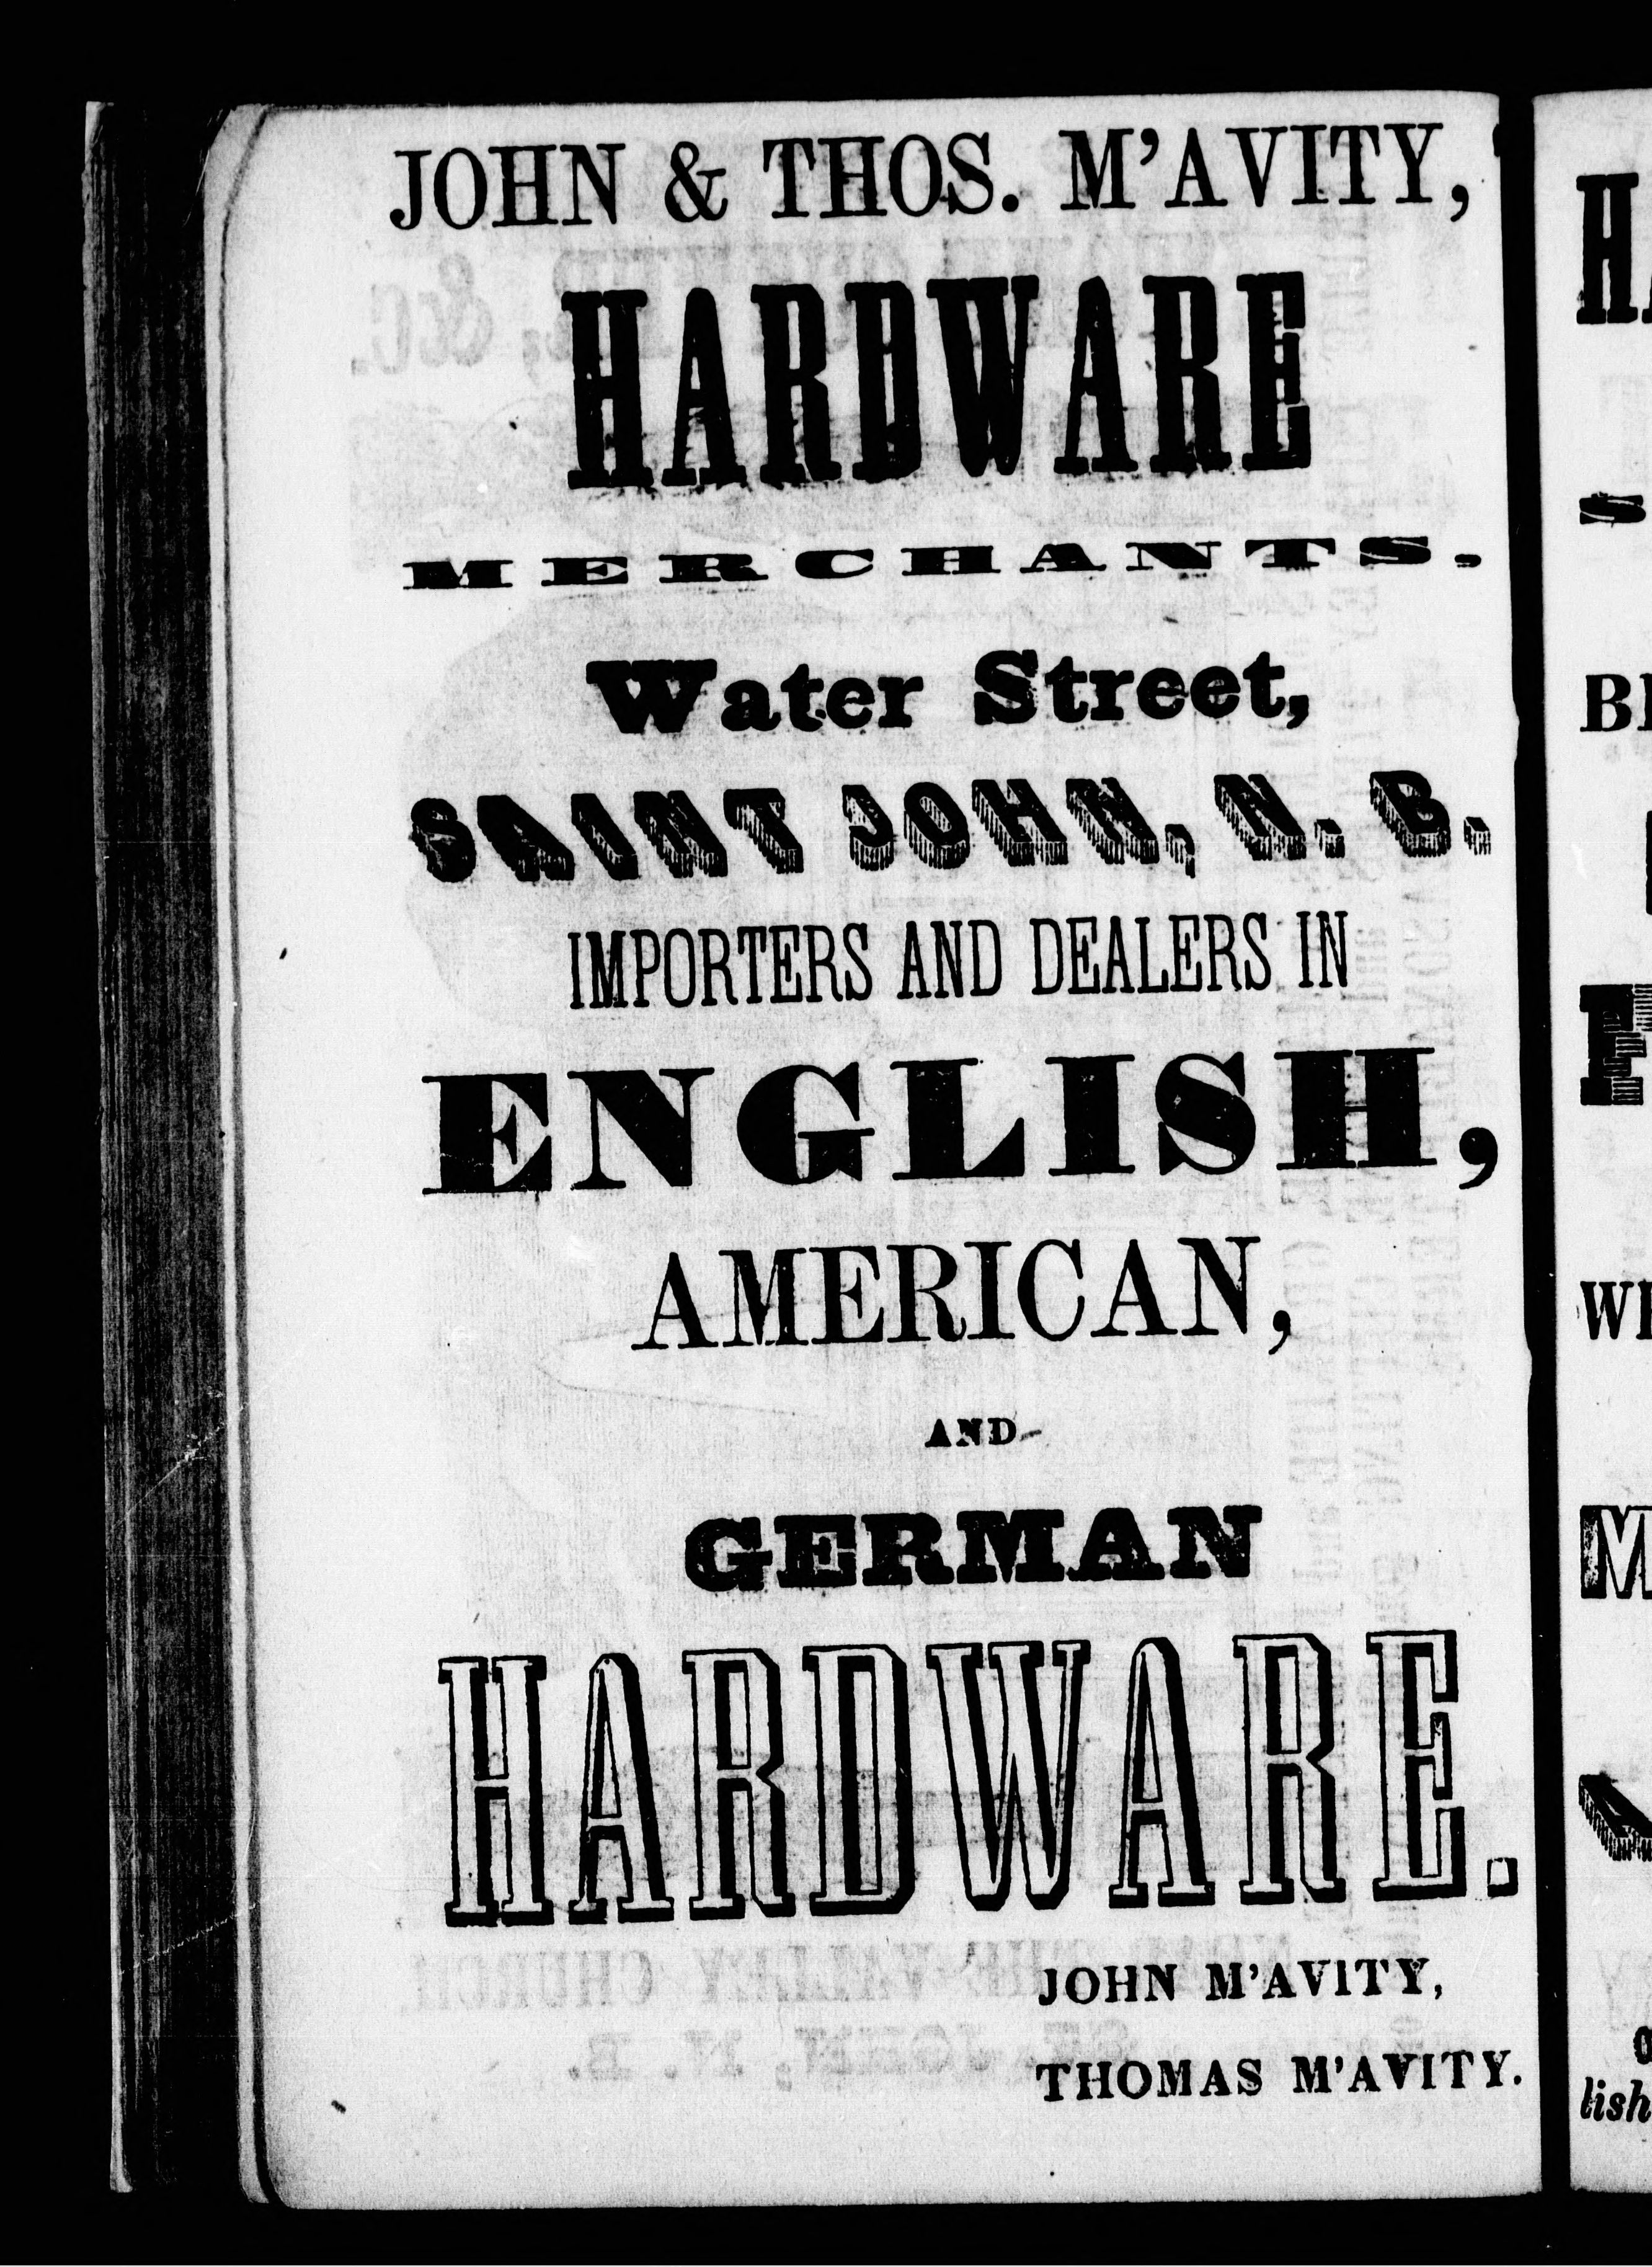 JOHN & THOS. M'AVITY,
HARDWARE
MERCHANTS,
Water Street,
SAINT JOHN, N. B.
IMPORTERS AND DEALERS IN
ENGLISH,
AMERICAN,
AND
GERMAN
HARDWARE.
JOHN M'AVITY,
THOMAS M'AVITY.